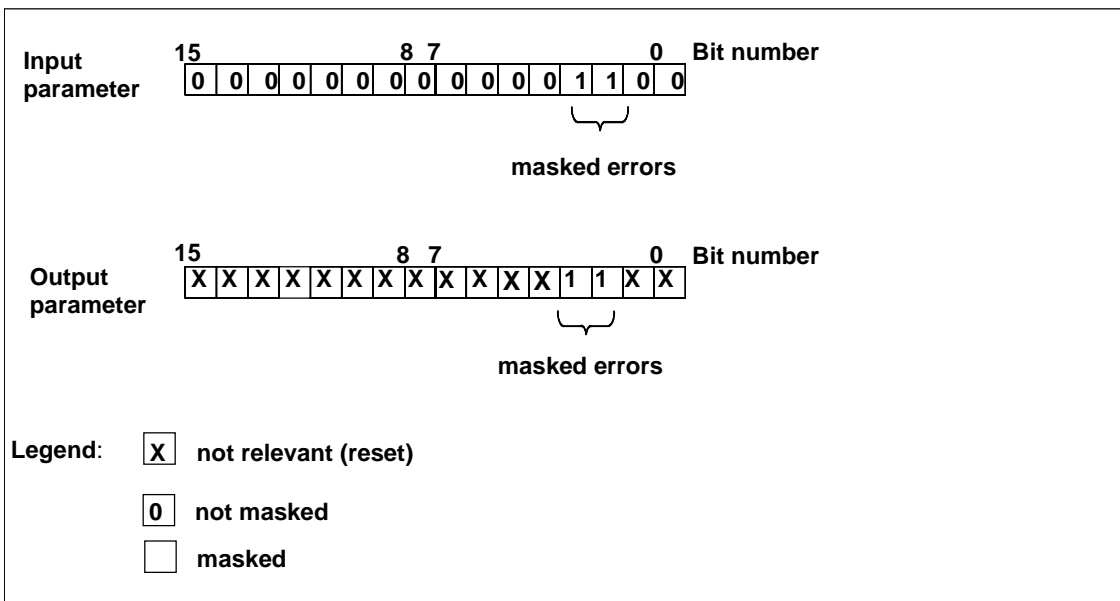 Input parameter
15 8 7 0 Bit number
0 0 0 0 0 0 0 0 0 0 0 0 1 1 0 0
masked errors
Output parameter
15 8 7 0 Bit number
X X X X X X X X X X X X 1 1 X X
masked errors
Legend:
X not relevant (reset)
0 not masked
masked